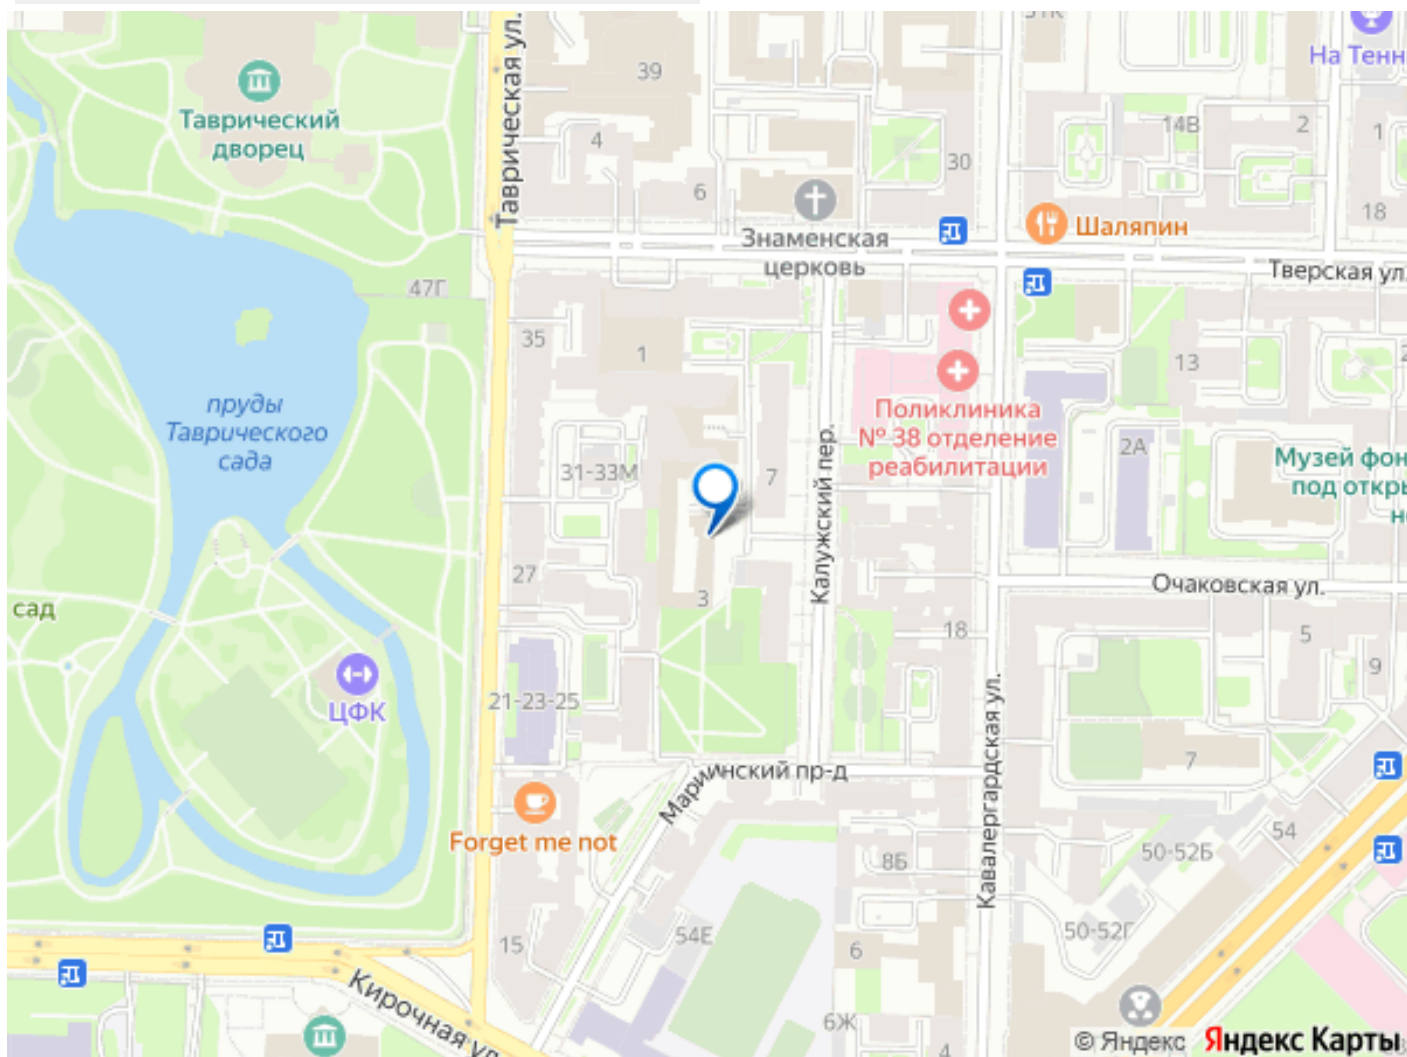 39
Таврический
дворец
Таврическая ул.
4
6
30
14В
2
1
На Тенн
18
Знаменская
церковь
Шаляпин
Тверская ул.
47Г
35
1
13
пруды
Таврического
сада
Поликлиника
№ 38 отделение
реабилитации
2А
Музей фон
под откры
не
31-33М
7
Калужский пер.
27
3
Очаковская ул.
сад
18
5
9
ЦФК
21-23-25
Мариинский пр-д
Кавалергардская ул.
7
Forget me not
54
8Б
50-52Б
15
54Е
50-52Г
6
Кирочная ул.
6Ж
4
© Яндекс Яндекс Карты